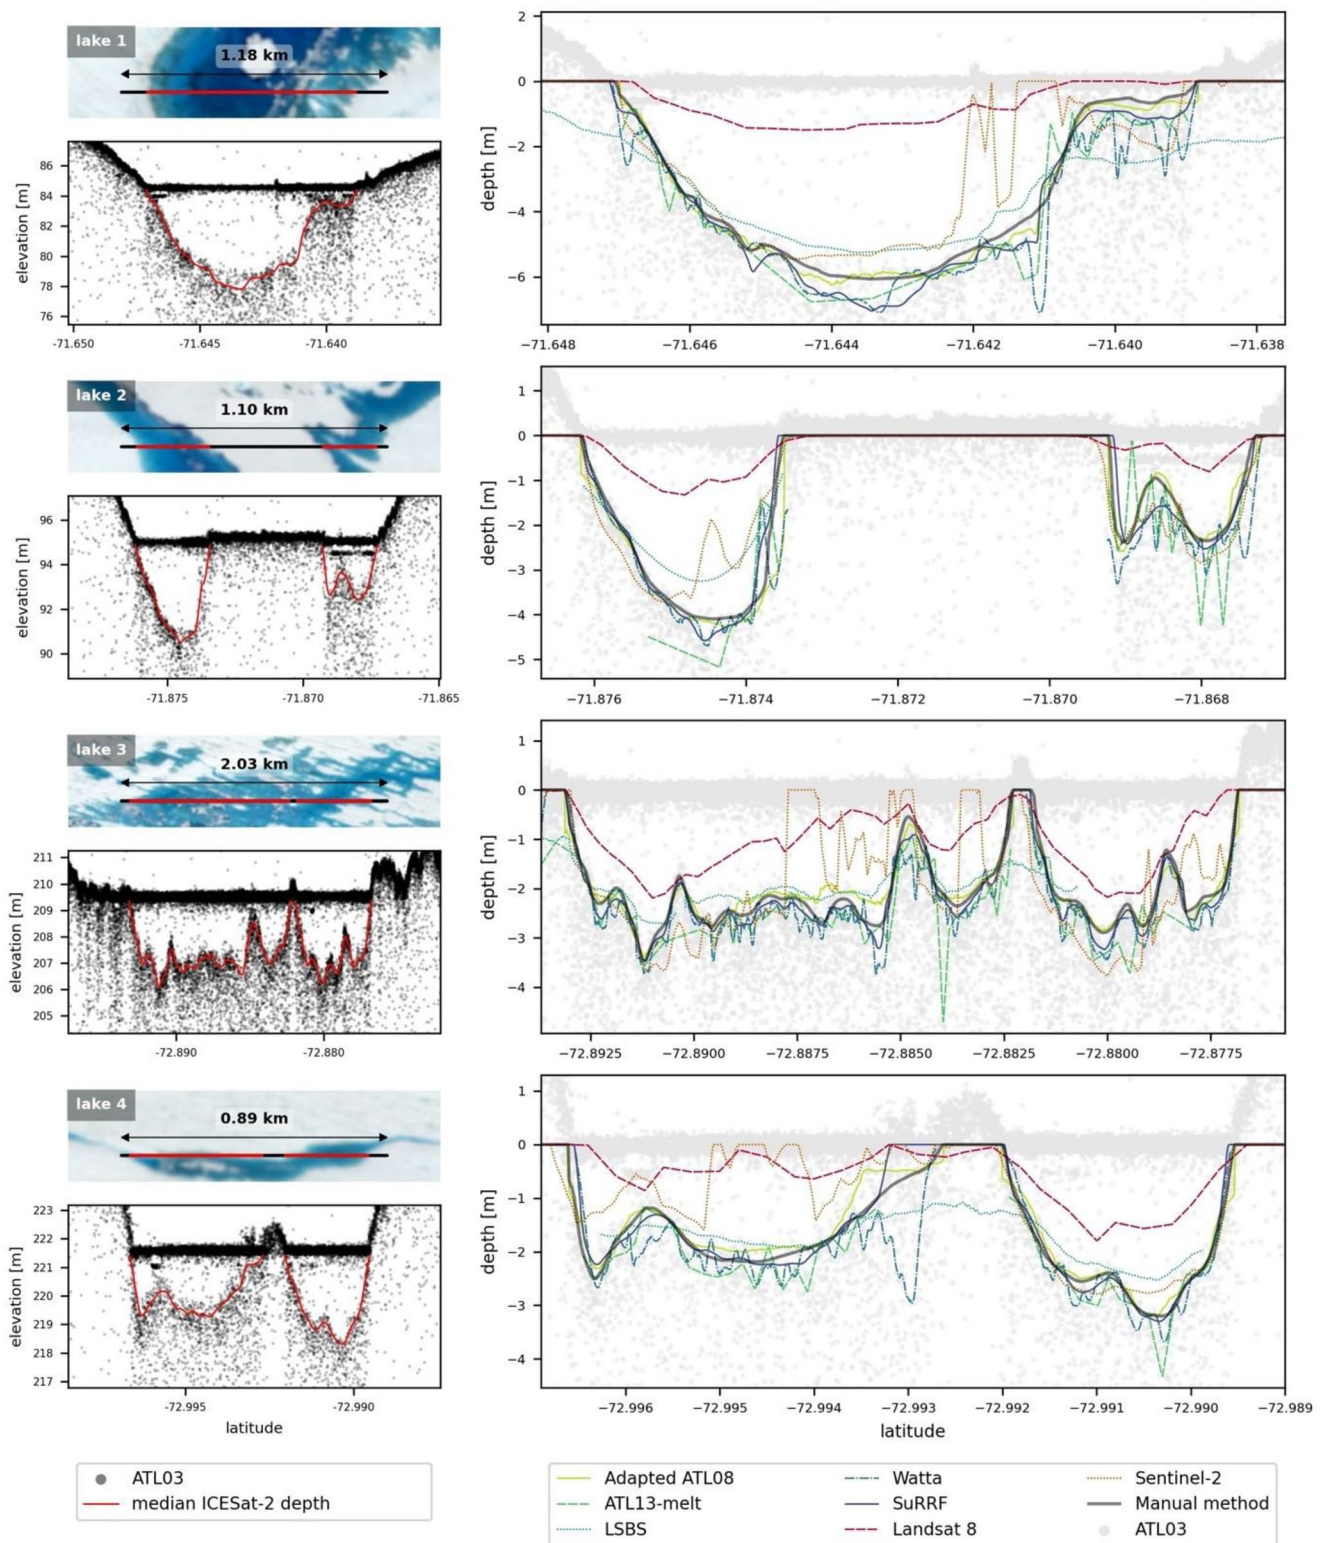 lake 1
1.18 km
elevation [m]
86
84
82
80
78
76
-71.650
-71.645
-71.640
depth [m]
2
0
−2
−4
−6
−71.648
−71.646
−71.644
−71.642
−71.640
−71.638
lake 2
1.10 km
elevation [m]
96
94
92
90
-71.875
-71.870
-71.865
depth [m]
1
0
−1
−2
−3
−4
−5
−71.876
−71.874
−71.872
−71.870
−71.868
lake 3
2.03 km
elevation [m]
211
210
209
208
207
206
205
-72.890
-72.880
depth [m]
1
0
−1
−2
−3
−4
−72.8925
−72.8900
−72.8875
−72.8850
−72.8825
−72.8800
−72.8775
lake 4
0.89 km
elevation [m]
223
222
221
220
219
218
217
-72.995
-72.990
latitude
depth [m]
1
0
−1
−2
−3
−4
−72.996
−72.995
−72.994
−72.993
−72.992
−72.991
−72.990
−72.989
latitude
ATL03
median ICESat-2 depth
Adapted ATL08
ATL13-melt
LSBS
Watta
SuRRF
Landsat 8
Sentinel-2
Manual method
ATL03